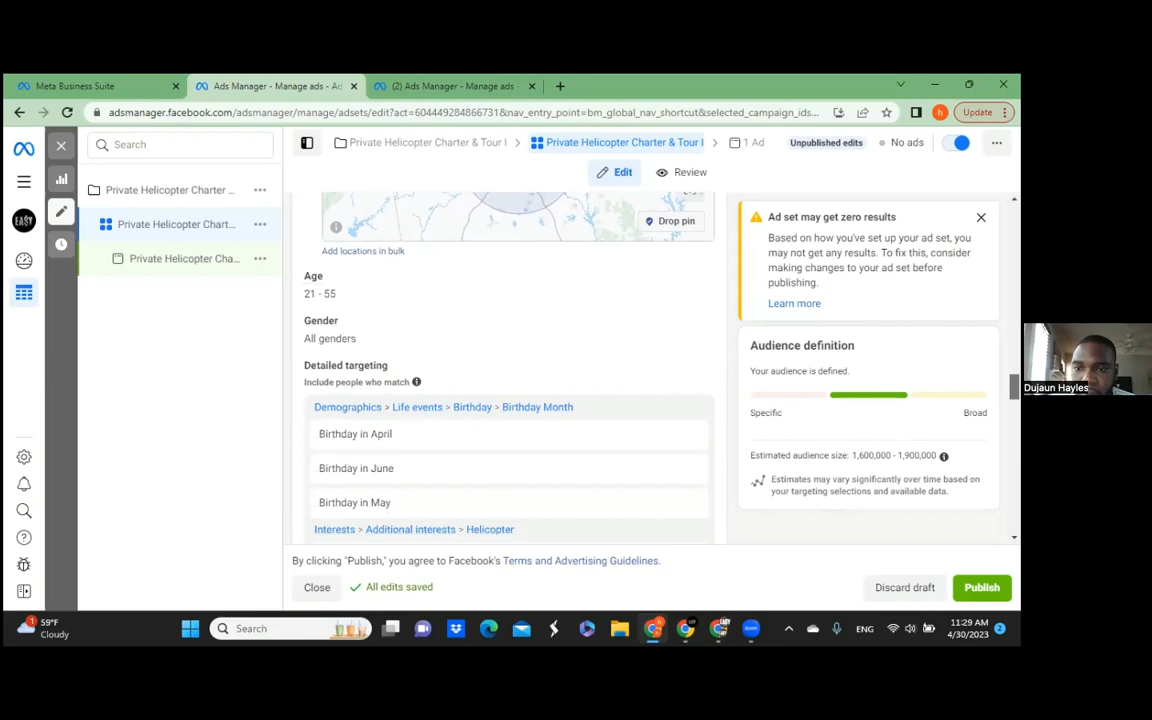 Meta Business Suite
Ads Manager - Manage ads - Ad
(2) Ads Manager - Manage ads -
adsmanager.facebook.com/adsmanager/manage/adsets/edit?act=604449284866731&nav_entry_point=bm_global_nav_shortcut&selected_campaign_ids...
h
Update
Search
Private Helicopter Charter & Tour I
Private Helicopter Charter & Tour I
1 Ad
Unpublished edits
No ads
Edit
Review
Private Helicopter Charter ...
Private Helicopter Chart...
Private Helicopter Cha...
EASY
Drop pin
Add locations in bulk
Age
21 - 55
Gender
All genders
Detailed targeting
Include people who match
Demographics > Life events > Birthday > Birthday Month
Birthday in April
Birthday in June
Birthday in May
Interests > Additional interests > Helicopter
Ad set may get zero results
Based on how you've set up your ad set, you
may not get any results. To fix this, consider
making changes to your ad set before
publishing.
Learn more
Audience definition
Your audience is defined.
Specific
Broad
Estimated audience size: 1,600,000 - 1,900,000
Estimates may vary significantly over time based on
your targeting selections and available data.
Dujaun Hayles
By clicking "Publish," you agree to Facebook's Terms and Advertising Guidelines.
Close
All edits saved
Discard draft
Publish
1
59°F
Cloudy
Search
ENG
11:29 AM
4/30/2023
2